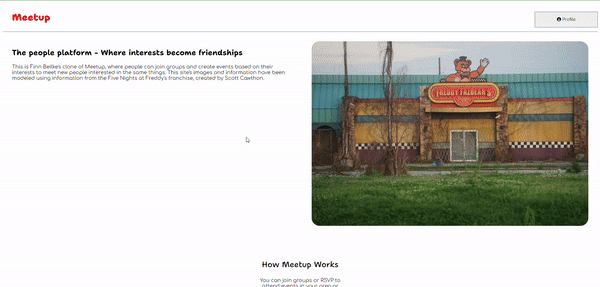 Meetup
Profile
The people platform - Where interests become friendships
This is Finn Beilke's clone of Meetup, where people can join groups and create events based on their
interests to meet new people interested in the same things. This site's images and information have been
modeled using information from the Five Nights at Freddy's franchise, created by Scott Cawthon.
FREDDY FAZBEAR'S
How Meetup Works
You can join groups or RSVP to
attend events in your area or